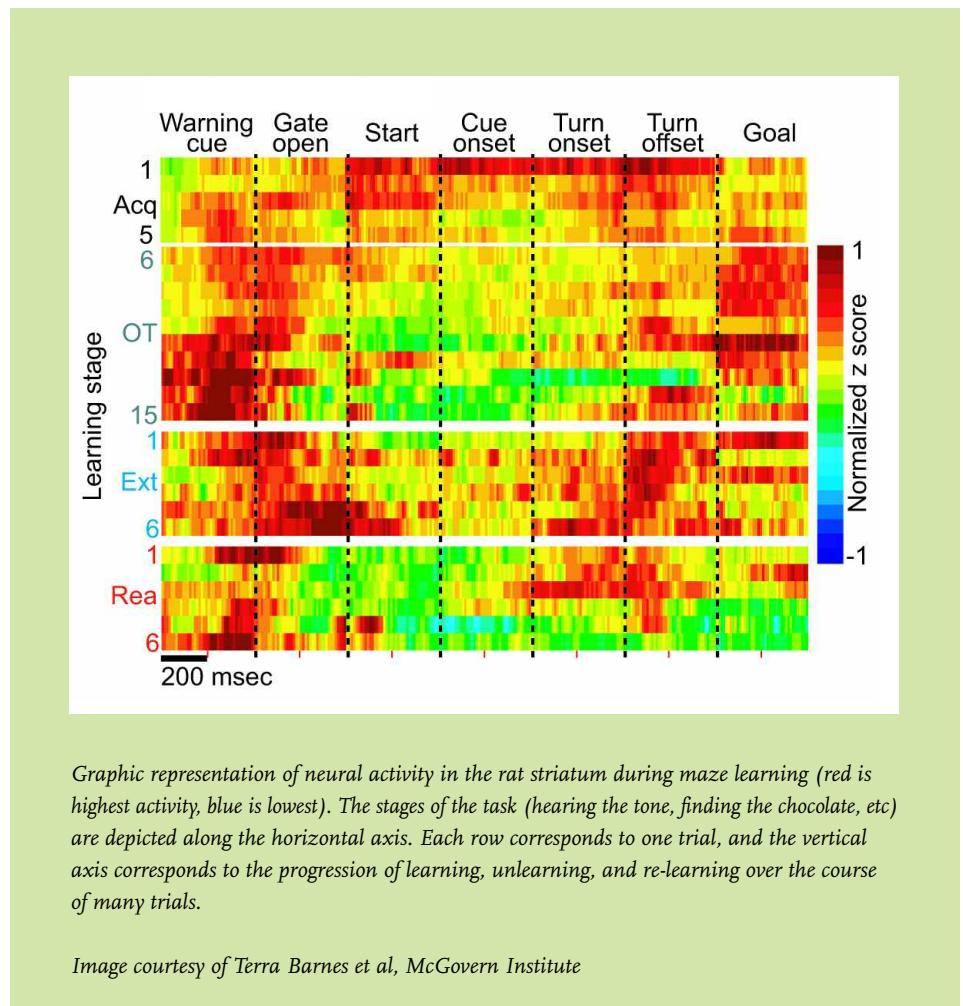 Warning cue
Gate open
Start
Cue onset
Turn onset
Turn offset
Goal
Learning stage
1
Acq
5
6
OT
15
1
Ext
6
1
Rea
6
200 msec
1
Normalized z score
-1
Graphic representation of neural activity in the rat striatum during maze learning (red is
highest activity, blue is lowest). The stages of the task (hearing the tone, finding the chocolate, etc)
are depicted along the horizontal axis. Each row corresponds to one trial, and the vertical
axis corresponds to the progression of learning, unlearning, and re-learning over the course
of many trials.
Image courtesy of Terra Barnes et al, McGovern Institute